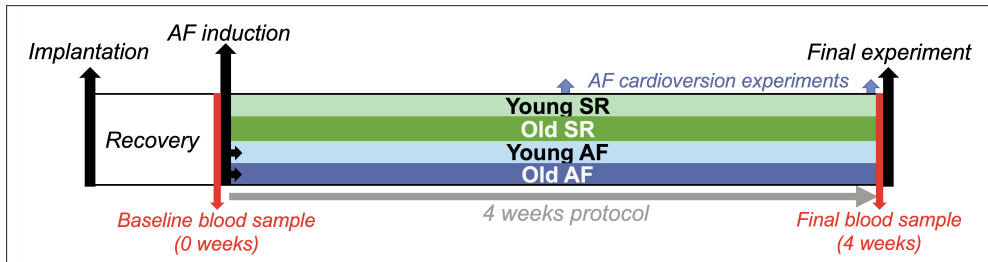 AF induction
Implantation
Final experiment
AF cardioversion experiments
Young SR
Old SR
Recovery
Young AF
Old AF
4 weeks protocol
Baseline blood sample
(0 weeks)
Final blood sample
(4 weeks)